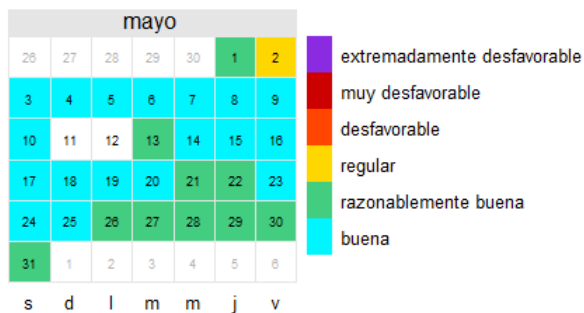 mayo
26 27 28 29 30 1 2
3 4 5 6 7 8 9
10 11 12 13 14 15 16
17 18 19 20 21 22 23
24 25 26 27 28 29 30
31 1 2 3 4 5 6
s d l m m j v
extremadamente desfavorable
muy desfavorable
desfavorable
regular
razonablemente buena
buena